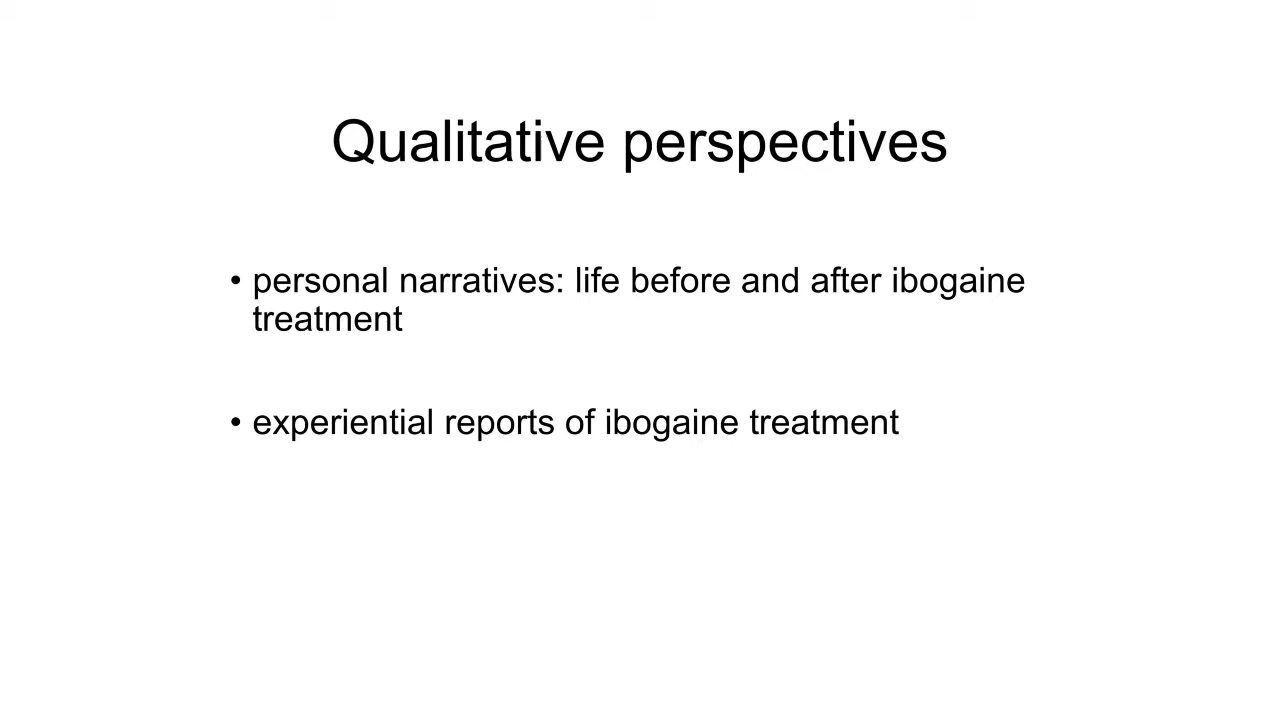 Qualitative perspectives
• personal narratives: life before and after ibogaine
treatment
• experiential reports of ibogaine treatment